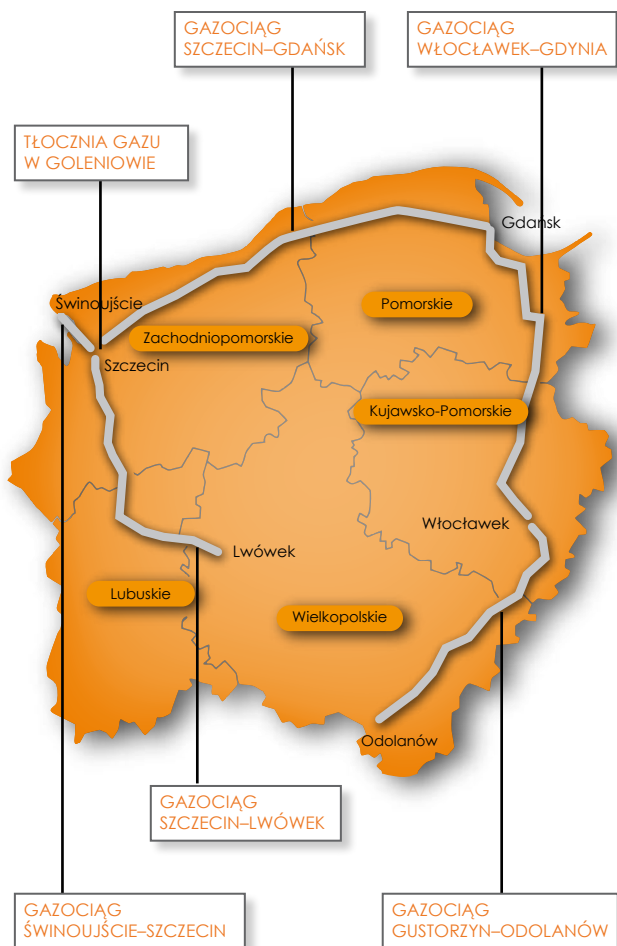 GAZOCIĄG
SZCZECIN–GDAŃSK
GAZOCIĄG
WŁOCŁAWEK–GDYNIA
TŁOCZNIA GAZU
W GOLENIOWIE
Gdańsk
Świnoujście
Pomorskie
Zachodniopomorskie
Szczecin
Kujawsko-Pomorskie
Włocławek
Lwówek
Lubuskie
Wielkopolskie
Odolanów
GAZOCIĄG
SZCZECIN–LWÓWEK
GAZOCIĄG
ŚWINOUJŚCIE–SZCZECIN
GAZOCIĄG
GUSTORZYN–ODOLANÓW